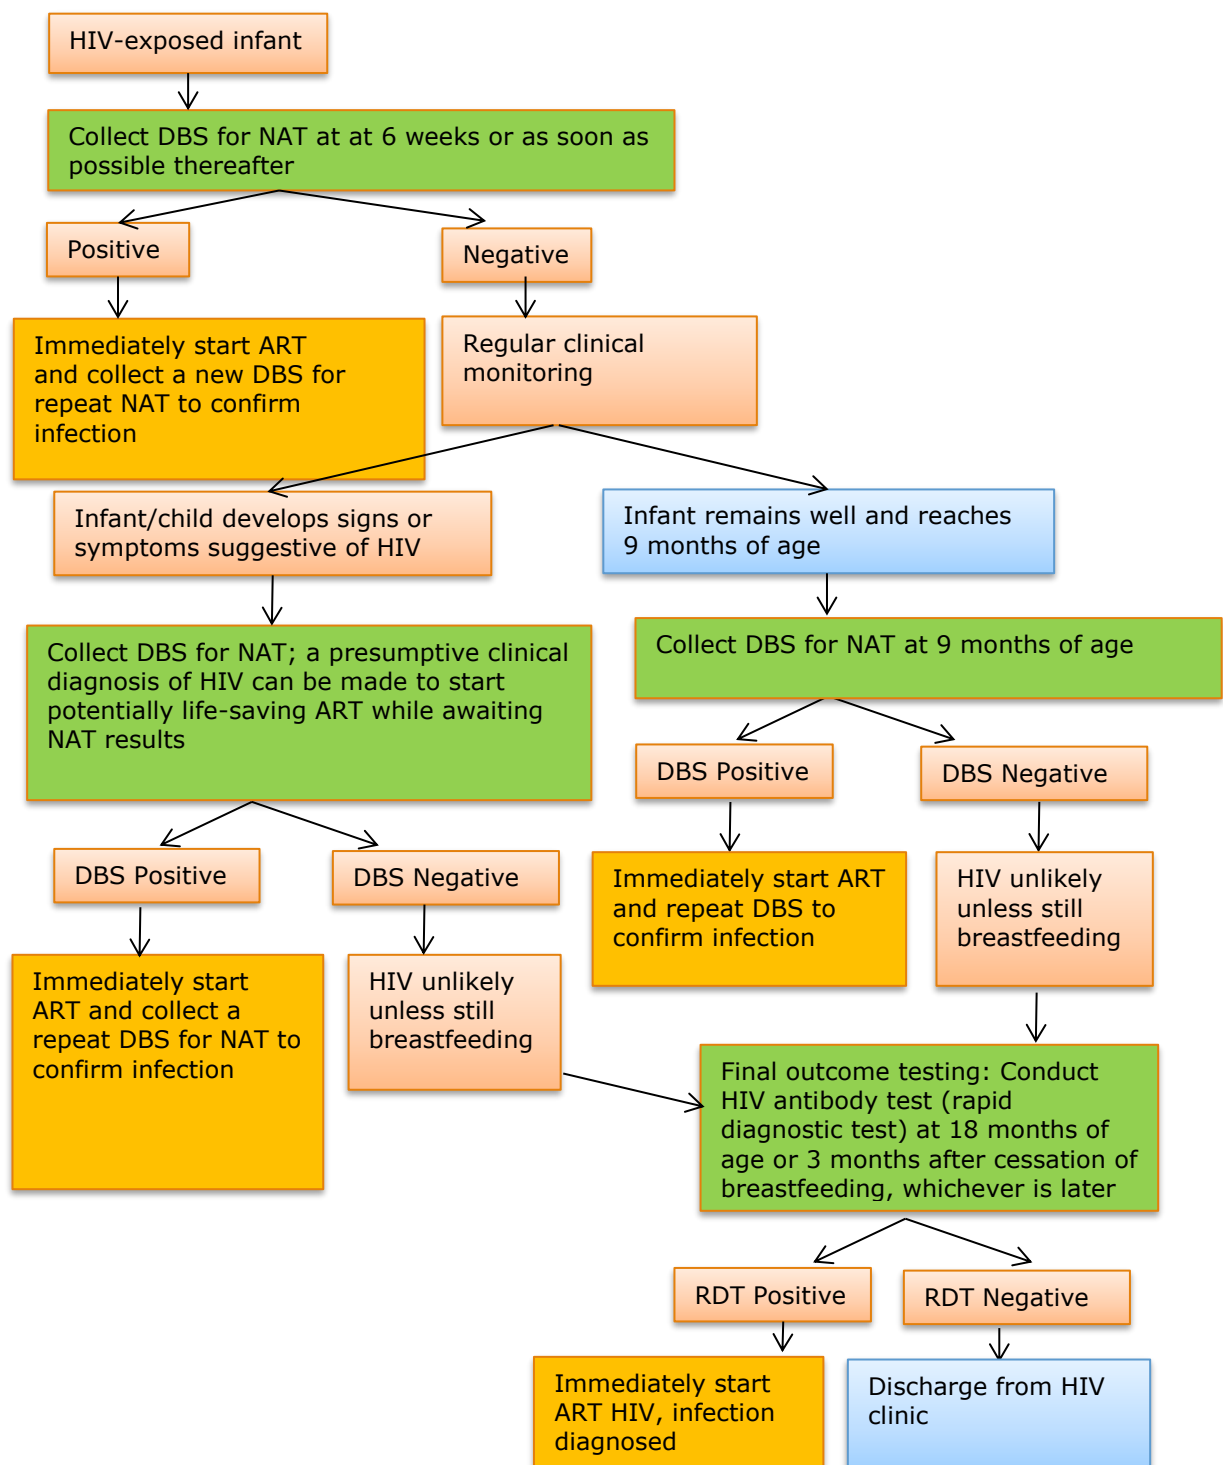 HIV-exposed infant
Collect DBS for NAT at at 6 weeks or as soon as
possible thereafter
Positive
Negative
Immediately start ART
and collect a new DBS for
repeat NAT to confirm
infection
Regular clinical
monitoring
Infant/child develops signs or
symptoms suggestive of HIV
Infant remains well and reaches
9 months of age
Collect DBS for NAT; a presumptive clinical
diagnosis of HIV can be made to start
potentially life-saving ART while awaiting
NAT results
Collect DBS for NAT at 9 months of age
DBS Positive
DBS Negative
DBS Positive
DBS Negative
Immediately start ART
and repeat DBS to
confirm infection
HIV unlikely
unless still
breastfeeding
Immediately start
ART and collect a
repeat DBS for NAT to
confirm infection
HIV unlikely
unless still
breastfeeding
Final outcome testing: Conduct
HIV antibody test (rapid
diagnostic test) at 18 months of
age or 3 months after cessation of
breastfeeding, whichever is later
RDT Positive
RDT Negative
Immediately start
ART HIV, infection
diagnosed
Discharge from HIV
clinic